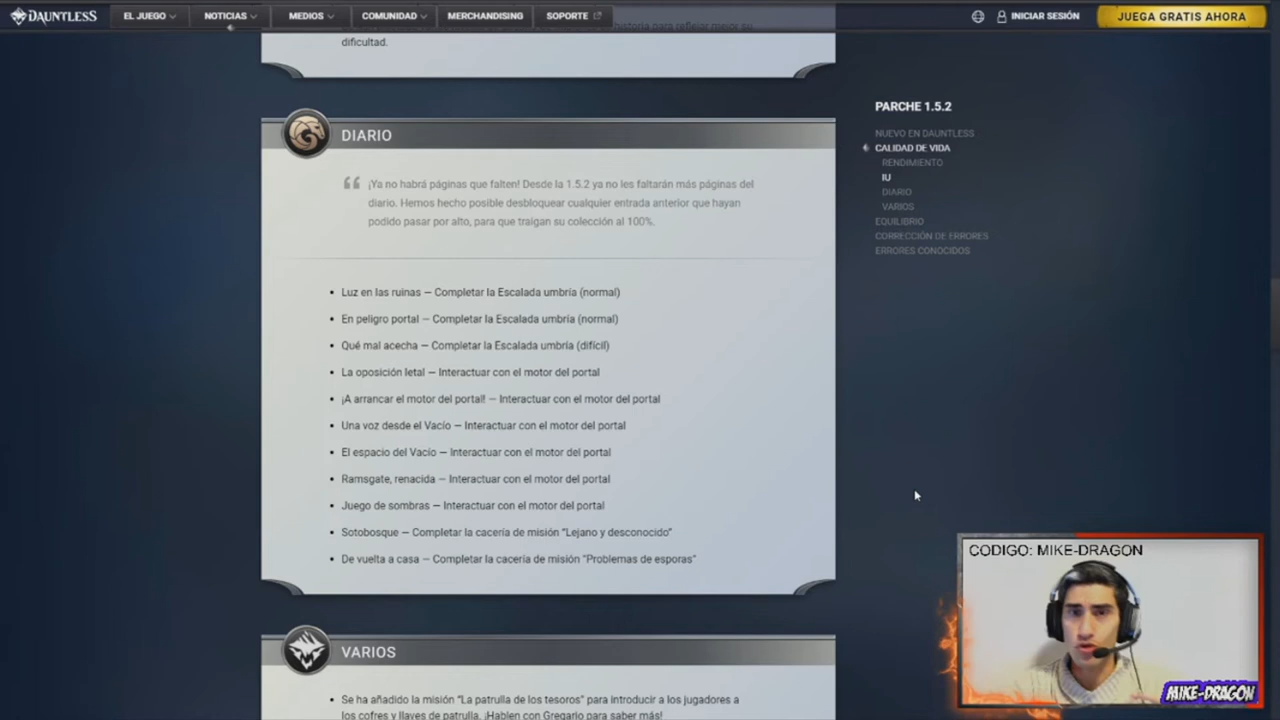 DAUNTLESS
EL JUEGO
NOTICIAS
MEDIOS
COMUNIDAD
MERCHANDISING
SOPORTE
INICIAR SESIÓN
JUEGA GRATIS AHORA
historia para reflejar mejor su
dificultad.
DIARIO
¡Ya no habrá páginas que falten! Desde la 1.5.2 ya no les faltarán más páginas del
diario. Hemos hecho posible desbloquear cualquier entrada anterior que hayan
podido pasar por alto, para que traigan su colección al 100%.
• Luz en las ruinas — Completar la Escalada umbría (normal)
• En peligro portal — Completar la Escalada umbría (normal)
• Qué mal acecha — Completar la Escalada umbría (difícil)
• La oposición letal — Interactuar con el motor del portal
• ¡A arrancar el motor del portal! — Interactuar con el motor del portal
• Una voz desde el Vacío — Interactuar con el motor del portal
• El espacio del Vacío — Interactuar con el motor del portal
• Ramsgate, renacida — Interactuar con el motor del portal
• Juego de sombras — Interactuar con el motor del portal
• Sotobosque — Completar la cacería de misión "Lejano y desconocido"
• De vuelta a casa — Completar la cacería de misión "Problemas de esporas"
VARIOS
• Se ha añadido la misión "La patrulla de los tesoros" para introducir a los jugadores a
los cofres y llaves de patrulla. ¡Hablen con Gregario para saber más!
PARCHE 1.5.2
NUEVO EN DAUNTLESS
CALIDAD DE VIDA
RENDIMIENTO
IU
DIARIO
VARIOS
EQUILIBRIO
CORRECCIÓN DE ERRORES
ERRORES CONOCIDOS
CODIGO: MIKE-DRAGON
MIKE-DRAGON